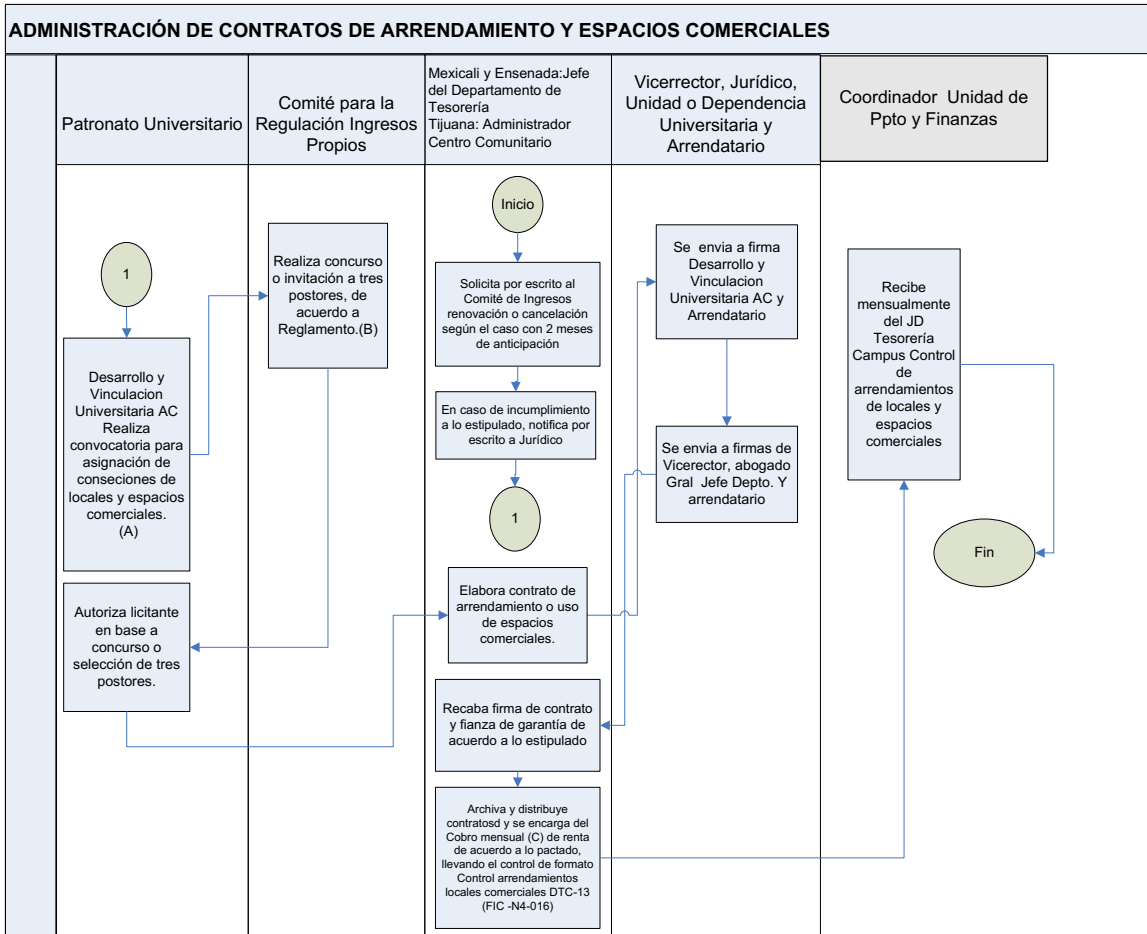 ADMINISTRACIÓN DE CONTRATOS DE ARRENDAMIENTO Y ESPACIOS COMERCIALES
Patronato Universitario
Comité para la
Regulación Ingresos
Propios
Mexicali y Ensenada:Jefe
del Departamento de
Tesorería
Tijuana: Administrador
Centro Comunitario
Vicerrector, Jurídico,
Unidad o Dependencia
Universitaria y
Arrendatario
Coordinador Unidad de
Ppto y Finanzas
1
Desarrollo y
Vinculacion
Universitaria AC
Realiza
convocatoria para
asignación de
conseciones de
locales y espacios
comerciales.
(A)
Autoriza licitante
en base a
concurso o
selección de tres
postores.
Realiza concurso
o invitación a tres
postores, de
acuerdo a
Reglamento.(B)
Inicio
Solicita por escrito al
Comité de Ingresos
renovación o cancelación
según el caso con 2 meses
de anticipación
En caso de incumplimiento
a lo estipulado, notifica por
escrito a Jurídico
1
Elabora contrato de
arrendamiento o uso
de espacios
comerciales.
Recaba firma de contrato
y fianza de garantía de
acuerdo a lo estipulado
Archiva y distribuye
contratosd y se encarga del
Cobro mensual (C) de renta
de acuerdo a lo pactado,
llevando el control de formato
Control arrendamientos
locales comerciales DTC-13
(FIC -N4-016)
Se envia a firma
Desarrollo y
Vinculacion
Universitaria AC y
Arrendatario
Se envia a firmas de
Vicerector, abogado
Gral Jefe Depto. Y
arrendatario
Recibe
mensualmente
del JD
Tesorería
Campus Control
de
arrendamientos
de locales y
espacios
comerciales
Fin